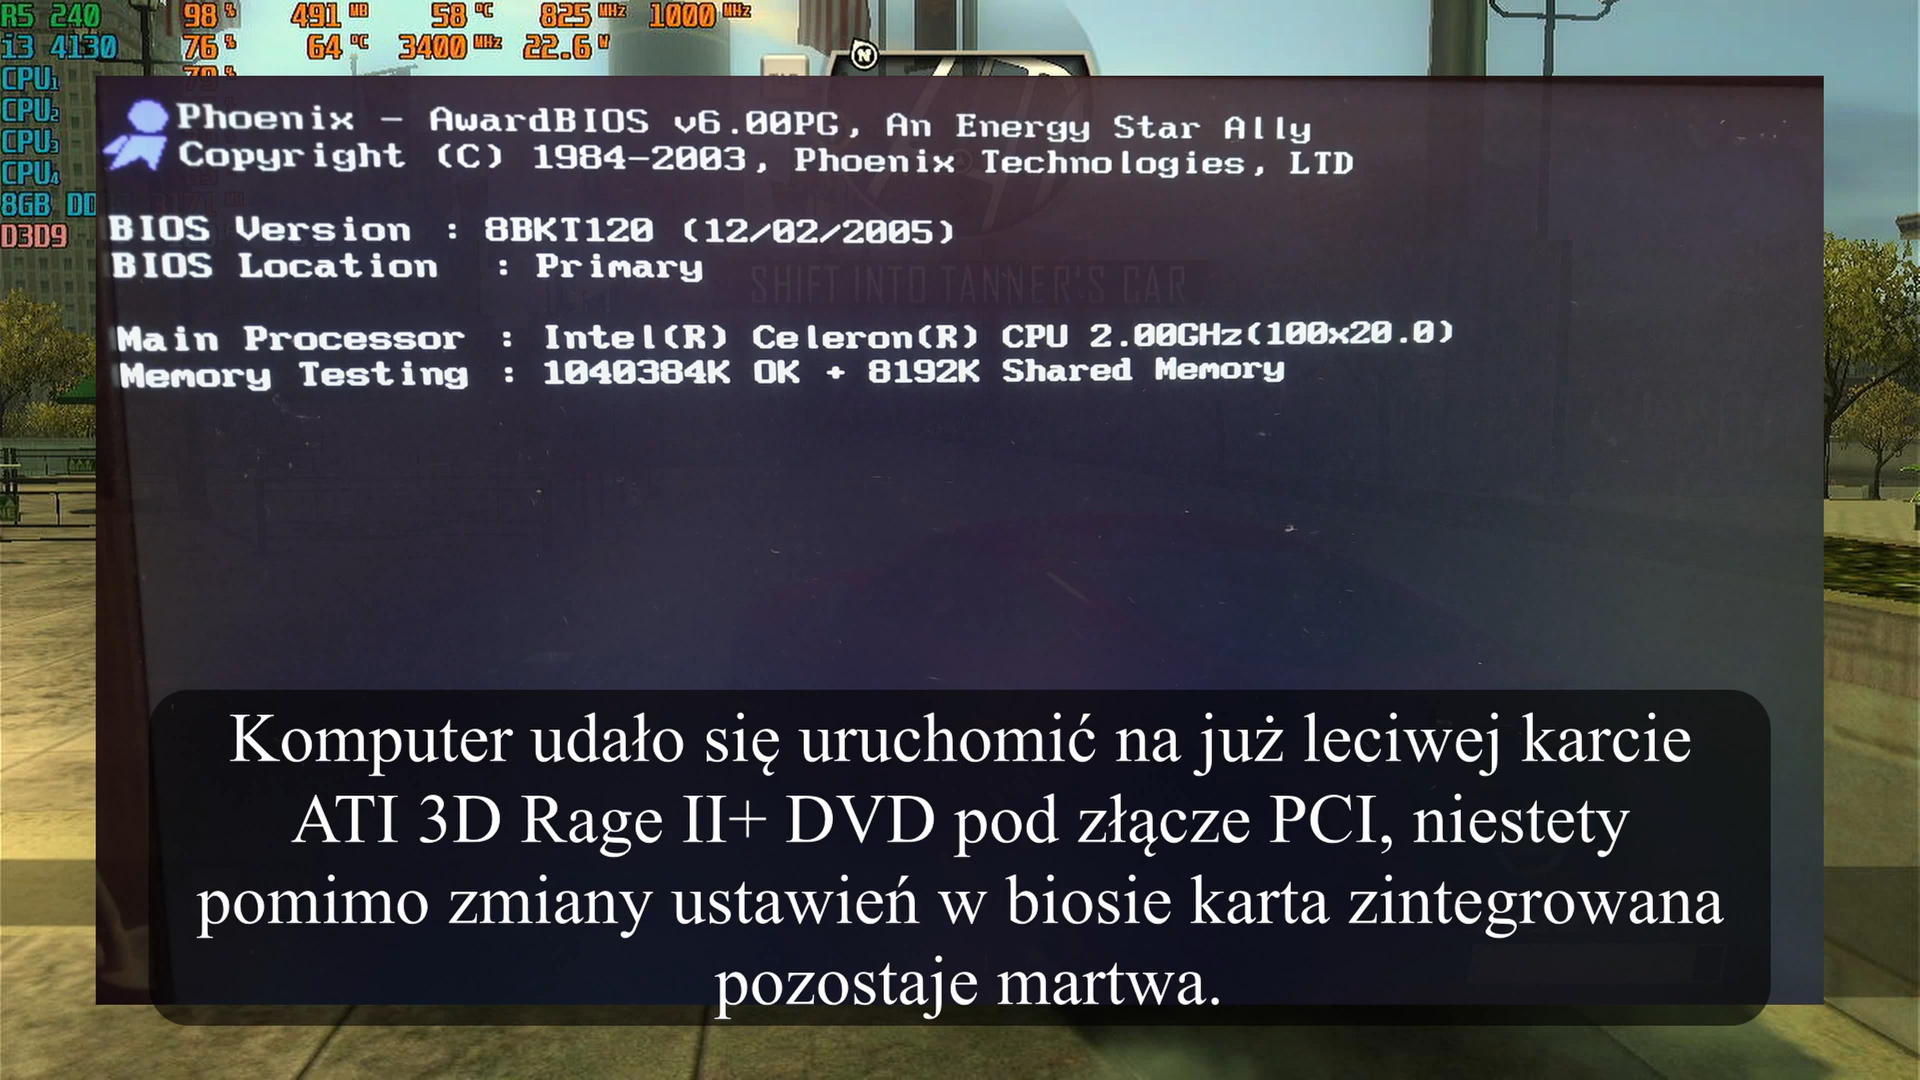 R5 240 98 % 491 MB 58 °C 825 MHz 1000 MHz
i3 4130 76 % 64 °C 3400 MHz 22.6 W
CPU1
CPU2
CPU3
CPU4
8GB
D3D9
N
Phoenix - AwardBIOS v6.00PG, An Energy Star Ally
Copyright (C) 1984-2003, Phoenix Technologies, LTD
BIOS Version : 8BKT120 (12/02/2005)
BIOS Location : Primary
SHIFT INTO TANNER'S CAR
Main Processor : Intel(R) Celeron(R) CPU 2.00GHz(100x20.0)
Memory Testing : 1040384K OK + 8192K Shared Memory
Komputer udało się uruchomić na już leciwej karcie
ATI 3D Rage II+ DVD pod złącze PCI, niestety
pomimo zmiany ustawień w biosie karta zintegrowana
pozostaje martwa.